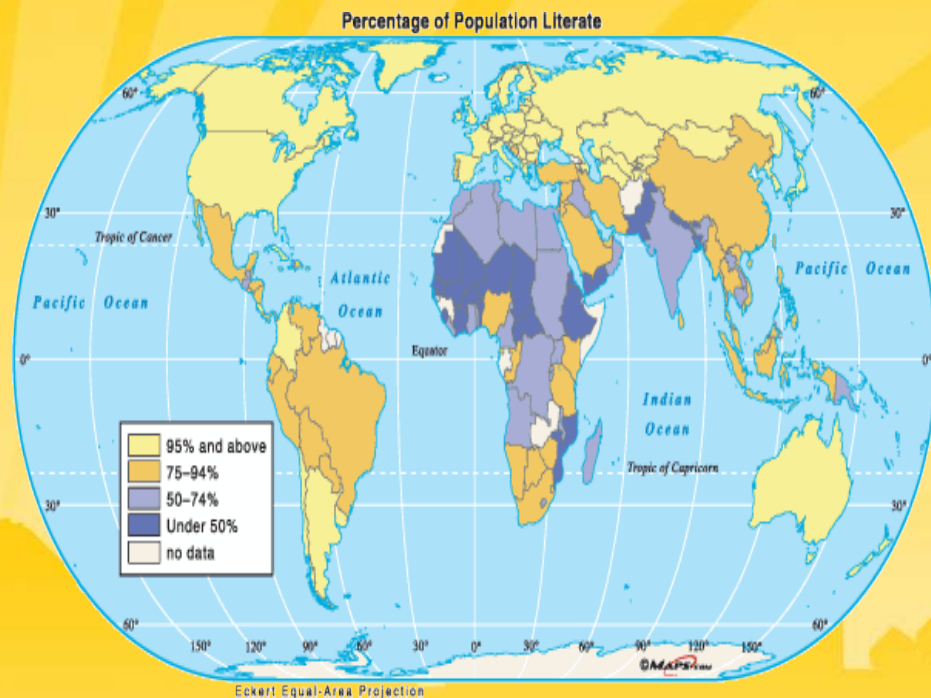 Percentage of Population Literate
60°
60°
30°
30°
Tropic of Cancer
Atlantic
Ocean
Pacific Ocean
Pacific Ocean
Equator
0°
0°
Indian
Ocean
Tropic of Capricorn
95% and above
75–94%
50–74%
Under 50%
no data
30°
30°
60°
60°
150° 120° 90° 60° 30° 0° 30° 60° 90° 120° 150°
©MAPS.com
Eckert Equal-Area Projection